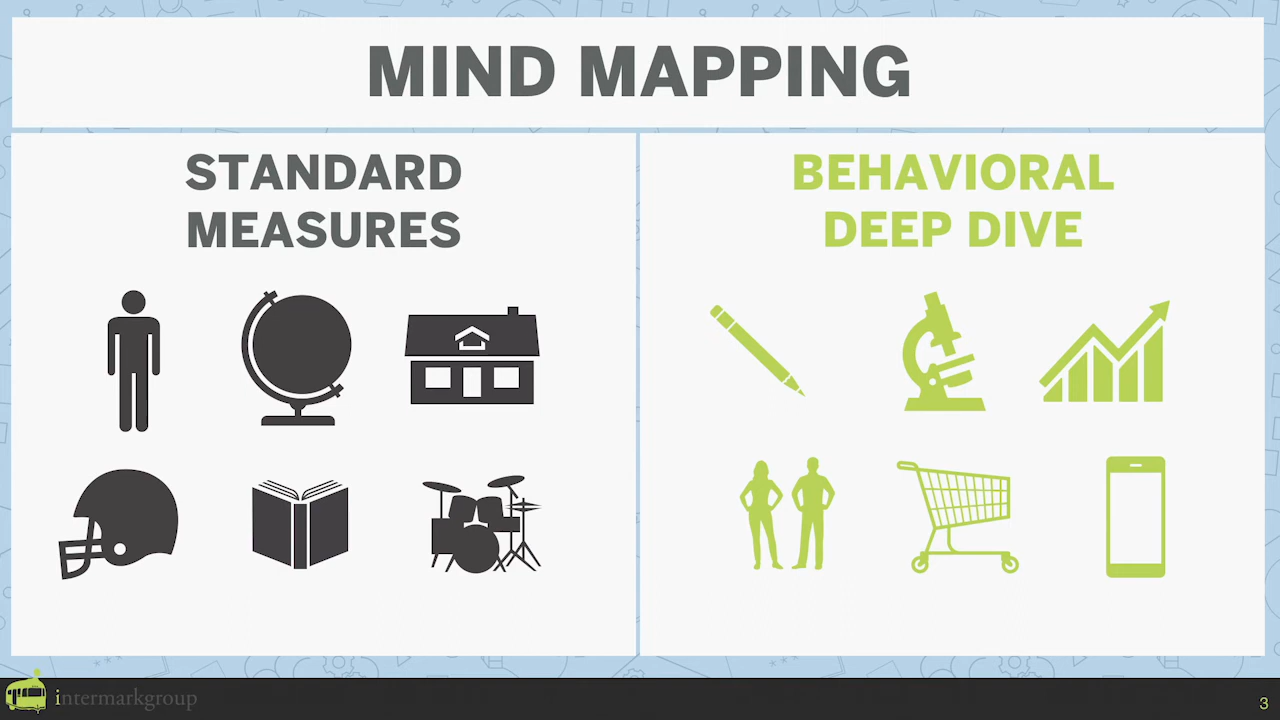 MIND MAPPING
STANDARD
MEASURES
BEHAVIORAL
DEEP DIVE
intermarkgroup
3